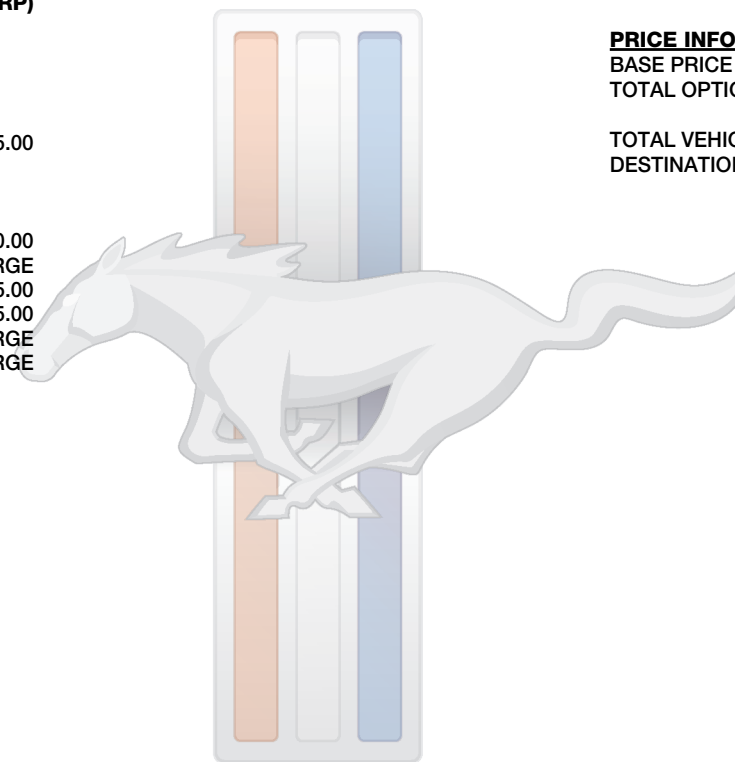 RP)
5.00
0.00
RGE
5.00
5.00
RGE
RGE
PRICE INFO
BASE PRICE
TOTAL OPTIO
TOTAL VEHIC
DESTINATION